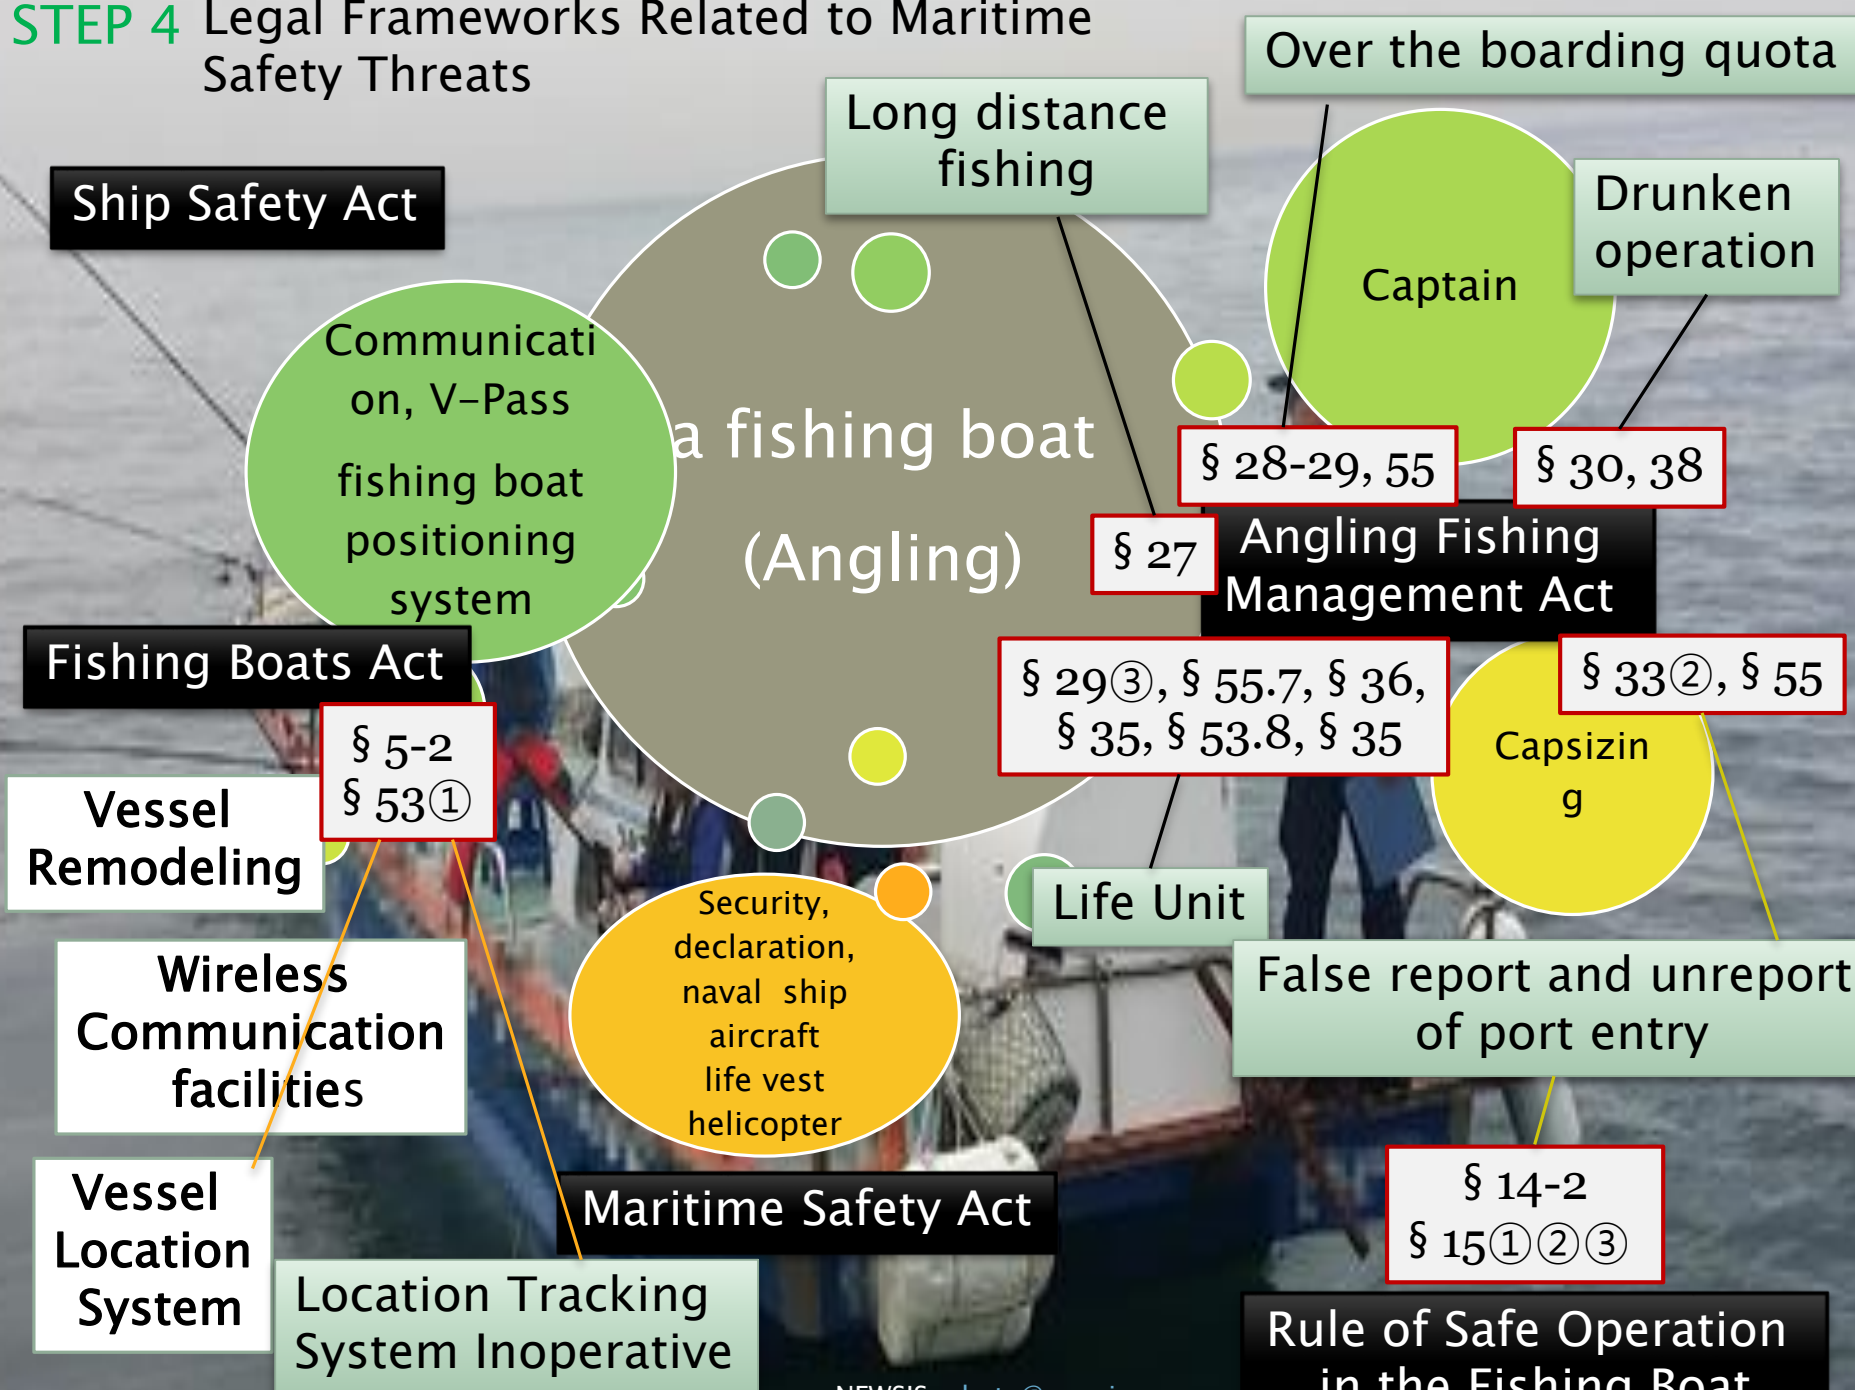 STEP 4 Legal Frameworks Related to Maritime
Safety Threats
Over the boarding quota
Long distance
fishing
Ship Safety Act
Drunken
operation
Captain
Communicati
on, V-Pass
fishing boat
positioning
system
a fishing boat
(Angling)
§ 28-29, 55
§ 30, 38
§ 27
Angling Fishing
Management Act
Fishing Boats Act
§ 29③, § 55.7, § 36,
§ 35, § 53.8, § 35
§ 33②, § 55
§ 5-2
§ 53①
Capsizin
g
Vessel
Remodeling
Life Unit
Security,
declaration,
naval ship
aircraft
life vest
helicopter
Wireless
Communication
facilities
False report and unreport
of port entry
Vessel
Location
System
Maritime Safety Act
§ 14-2
§ 15①②③
Location Tracking
System Inoperative
Rule of Safe Operation
in the Fishing Boat